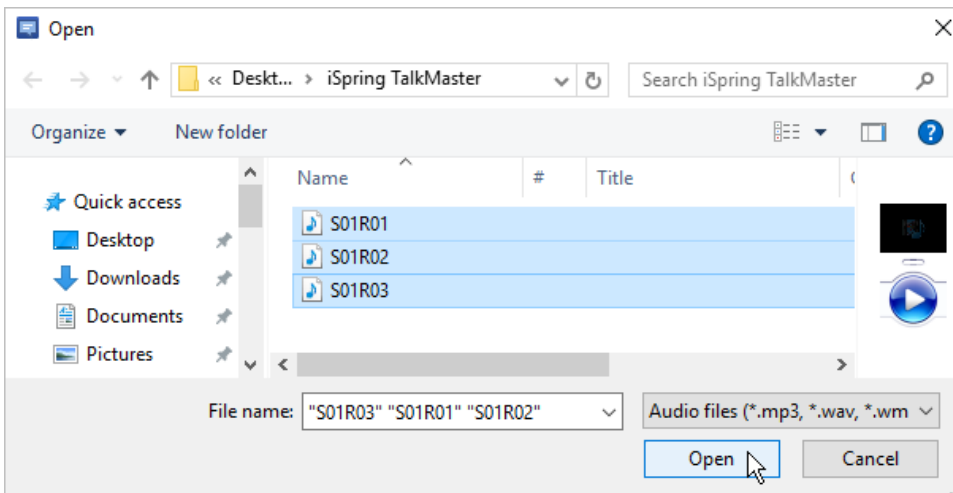 Open
« Deskt... › iSpring TalkMaster Search iSpring TalkMaster
Organize New folder
Name # Title
Quick access
Desktop
Downloads
Documents
Pictures
S01R01
S01R02
S01R03
File name: "S01R03" "S01R01" "S01R02" Audio files (*.mp3, *.wav, *.wm
Open Cancel